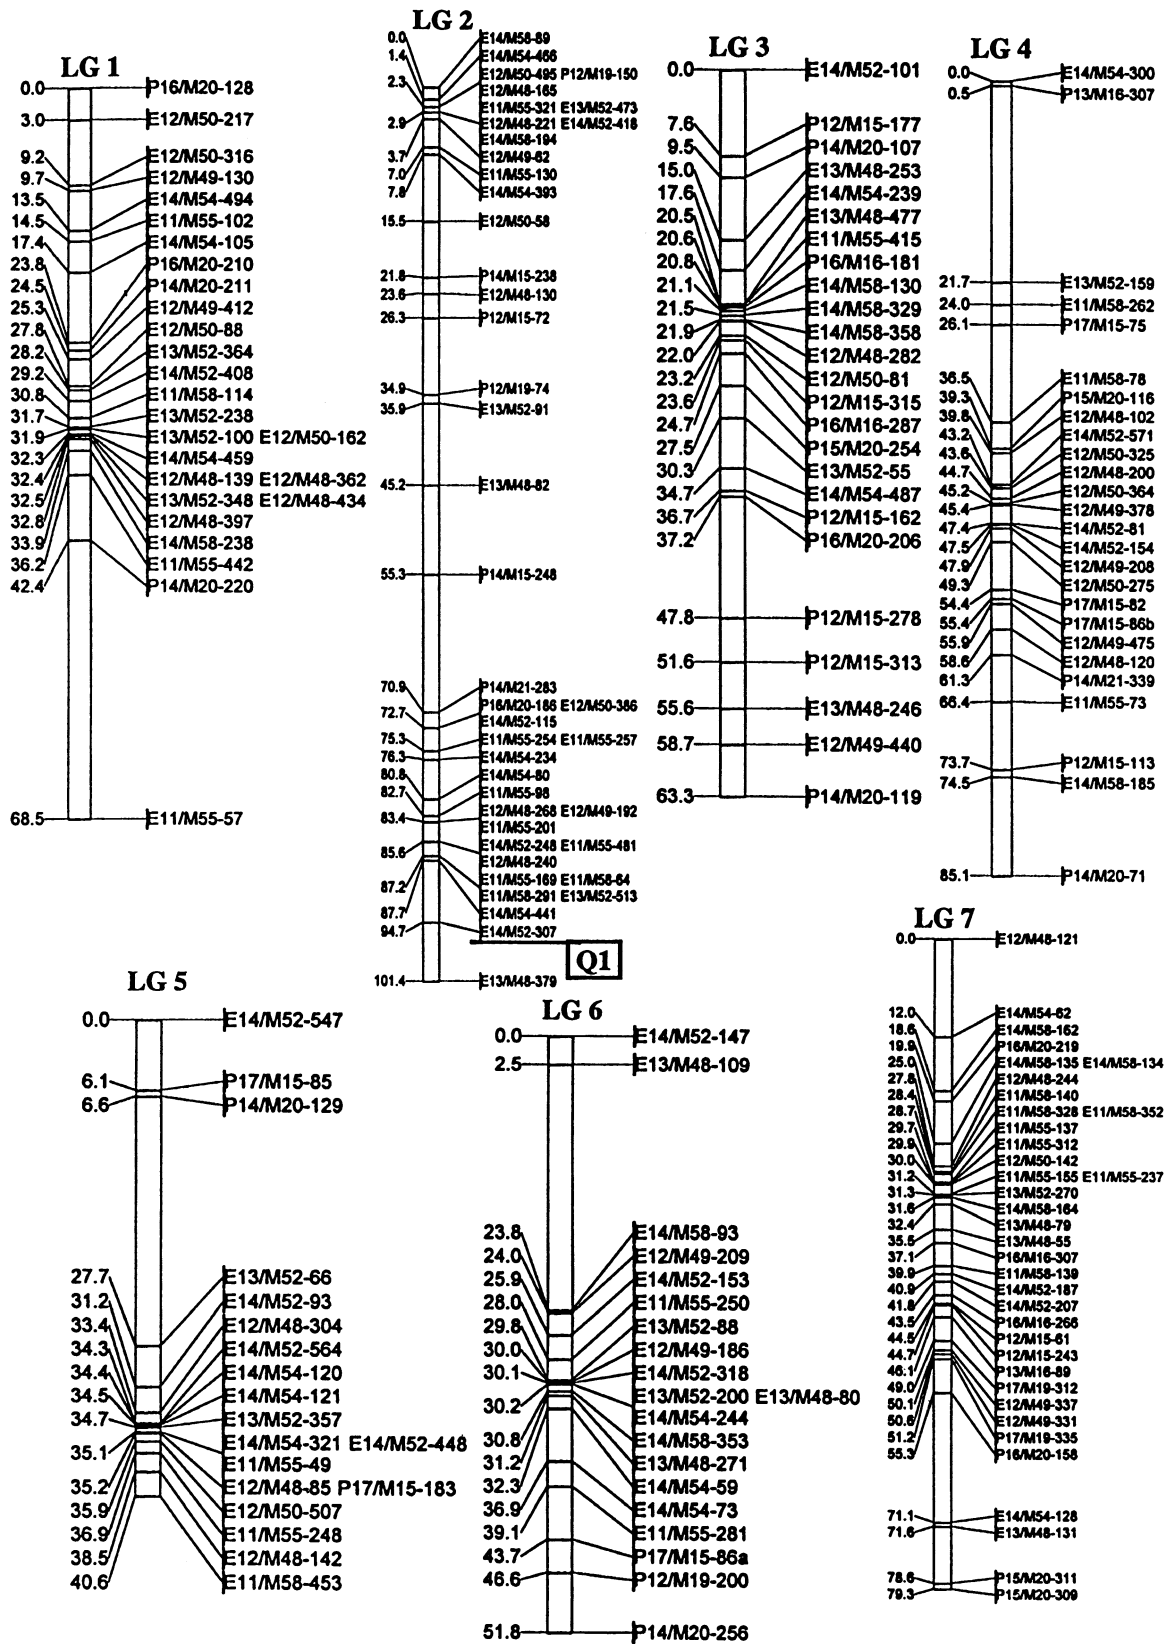 LG 1
0.0 P16/M20-128
3.0 E12/M50-217
9.2 E12/M50-316
9.7 E12/M49-130
13.5 E14/M54-494
14.5 E11/M55-102
17.4 E14/M54-105
23.8 P16/M20-210
24.5 P14/M20-211
25.3 E12/M49-412
27.8 E12/M50-88
28.2 E13/M52-364
29.2 E14/M52-408
30.8 E11/M58-114
31.7 E13/M52-238
31.9 E13/M52-100 E12/M50-162
32.3 E14/M54-459
32.4 E12/M48-139 E12/M48-362
32.5 E13/M52-348 E12/M48-434
32.8 E12/M48-397
33.9 E14/M58-238
36.2 E11/M55-442
42.4 P14/M20-220
68.5 E11/M55-57
LG 2
0.0 E14/M58-89
1.4 E14/M54-466
E12/M50-495 P12/M19-150
2.3 E12/M48-165
E11/M55-321 E13/M52-473
2.9 E12/M48-221 E14/M52-418
E14/M58-194
3.7 E12/M49-62
7.0 E11/M55-130
7.8 E14/M54-393
15.5 E12/M50-58
21.8 P14/M15-238
23.6 E12/M48-130
26.3 P12/M15-72
34.9 P12/M19-74
35.9 E13/M52-91
45.2 E13/M48-82
55.3 P14/M15-248
70.9 P14/M21-283
P16/M20-186 E12/M50-386
72.7 E14/M52-115
75.3 E11/M55-254 E11/M55-257
76.3 E14/M54-234
80.8 E14/M54-80
82.7 E11/M55-98
E12/M48-268 E12/M49-192
83.4 E11/M55-201
E14/M52-248 E11/M55-481
85.6 E12/M48-240
E11/M55-169 E11/M58-64
87.2 E11/M58-291 E13/M52-513
87.7 E14/M54-441
94.7 E14/M52-307
Q1
101.4 E13/M48-379
LG 3
0.0 E14/M52-101
7.6 P12/M15-177
9.5 P14/M20-107
15.0 E13/M48-253
17.6 E14/M54-239
20.5 E13/M48-477
20.6 E11/M55-415
20.8 P16/M16-181
21.1 E14/M58-130
21.5 E14/M58-329
21.9 E14/M58-358
22.0 E12/M48-282
23.2 E12/M50-81
23.6 P12/M15-315
24.7 P16/M16-287
27.5 P15/M20-254
30.3 E13/M52-55
34.7 E14/M54-487
36.7 P12/M15-162
37.2 P16/M20-206
47.8 P12/M15-278
51.6 P12/M15-313
55.6 E13/M48-246
58.7 E12/M49-440
63.3 P14/M20-119
LG 4
0.0 E14/M54-300
0.5 P13/M16-307
21.7 E13/M52-159
24.0 E11/M58-262
26.1 P17/M15-75
36.5 E11/M58-78
39.3 P15/M20-116
39.8 E12/M48-102
43.2 E14/M52-571
43.6 E12/M50-325
44.7 E12/M48-200
45.2 E12/M50-364
45.4 E12/M49-378
47.4 E14/M52-81
47.5 E14/M52-154
47.9 E12/M49-208
49.3 E12/M50-275
54.4 P17/M15-82
55.4 P17/M15-86b
55.9 E12/M49-475
58.6 E12/M48-120
61.3 P14/M21-339
66.4 E11/M55-73
73.7 P12/M15-113
74.5 E14/M58-185
85.1 P14/M20-71
LG 5
0.0 E14/M52-547
6.1 P17/M15-85
6.6 P14/M20-129
27.7 E13/M52-66
31.2 E14/M52-93
33.4 E12/M48-304
34.3 E14/M52-564
34.4 E14/M54-120
34.5 E14/M54-121
34.7 E13/M52-357
35.1 E14/M54-321 E14/M52-448
E11/M55-49
35.2 E12/M48-85 P17/M15-183
35.9 E12/M50-507
36.9 E11/M55-248
38.5 E12/M48-142
40.6 E11/M58-453
LG 6
0.0 E14/M52-147
2.5 E13/M48-109
23.8 E14/M58-93
24.0 E12/M49-209
25.9 E14/M52-153
28.0 E11/M55-250
29.8 E13/M52-88
30.0 E12/M49-186
30.1 E14/M52-318
30.2 E13/M52-200 E13/M48-80
E14/M54-244
30.8 E14/M58-353
31.2 E13/M48-271
32.3 E14/M54-59
36.9 E14/M54-73
39.1 E11/M55-281
43.7 P17/M15-86a
46.6 P12/M19-200
51.8 P14/M20-256
LG 7
0.0 E12/M48-121
12.0 E14/M54-62
18.6 E14/M58-162
19.9 P16/M20-219
25.0 E14/M58-135 E14/M58-134
27.8 E12/M48-244
28.4 E11/M58-140
28.7 E11/M58-328 E11/M58-352
29.7 E11/M55-137
29.9 E11/M55-312
30.0 E12/M50-142
31.2 E11/M55-155 E11/M55-237
31.3 E13/M52-270
31.6 E14/M58-164
32.4 E13/M48-79
35.5 E13/M48-55
37.1 P16/M16-307
39.9 E11/M58-139
40.9 E14/M52-187
41.8 E14/M52-207
43.5 P16/M16-266
44.5 P12/M15-61
44.7 P12/M15-243
46.1 P13/M16-89
49.0 P17/M19-312
50.1 E12/M49-337
50.6 E12/M49-331
51.2 P17/M19-335
55.3 P16/M20-158
71.1 E14/M54-128
71.6 E13/M48-131
78.6 P15/M20-311
79.3 P15/M20-309